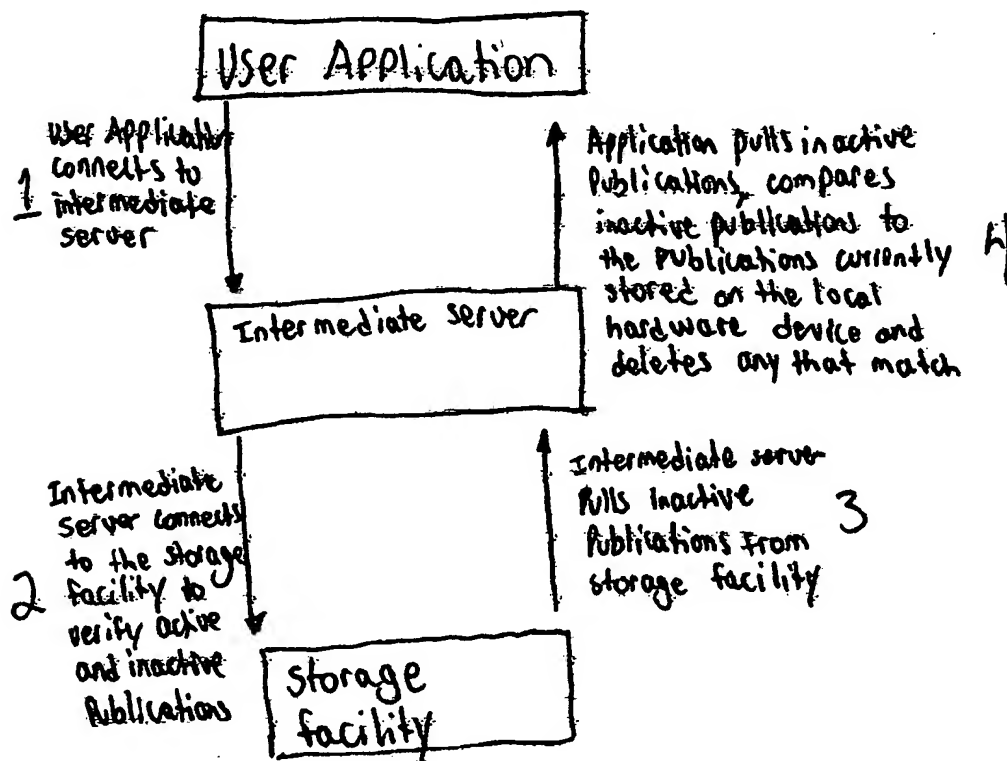 User Application
User Application
connects to
1 intermediate
server
Application pulls inactive
Publications, compares
inactive publications to
the Publications currently 4
stored on the local
hardware device and
deletes any that match
Intermediate server
Intermediate
server connects
to the storage
2 facility to
verify active
and inactive
Publications
Intermediate server
Pulls inactive 3
Publications from
storage facility
Storage
facility